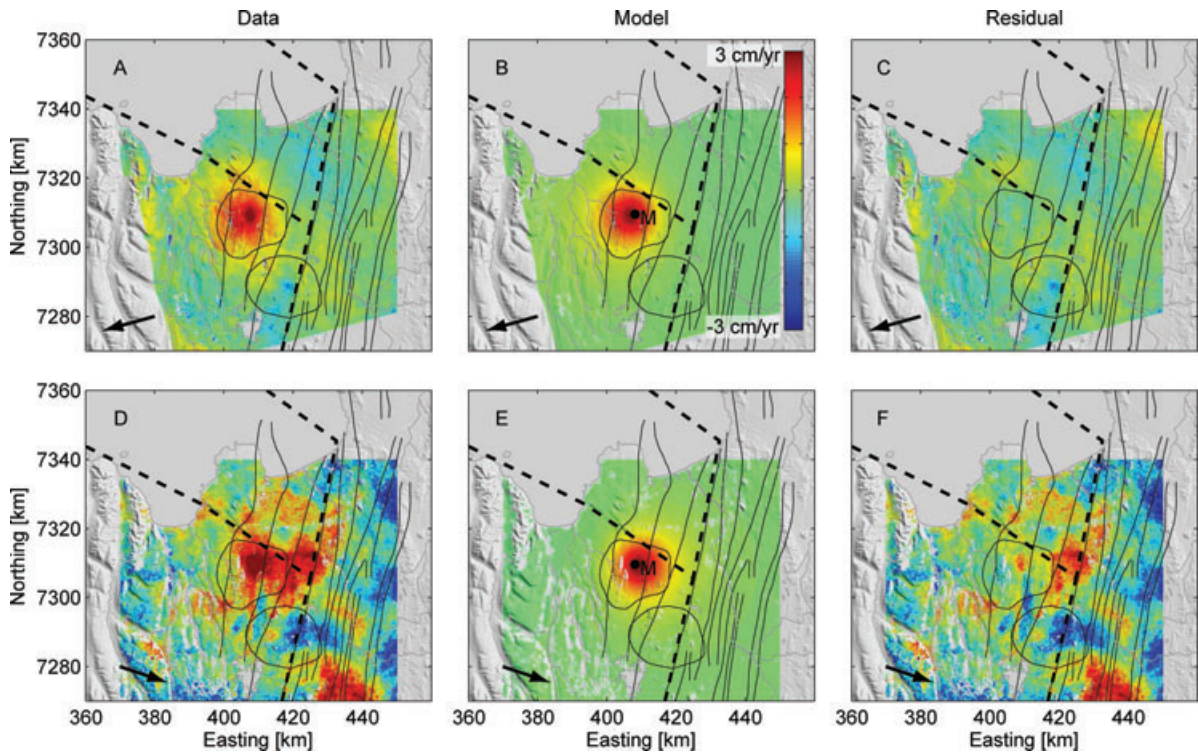 Data Model Residual
7360
7340
7320
7300
7280
Northing [km]
A
B
C
3 cm/yr
-3 cm/yr
M
7360
7340
7320
7300
7280
Northing [km]
D
E
F
M
360 380 400 420 440
360 380 400 420 440
360 380 400 420 440
Easting [km] Easting [km] Easting [km]